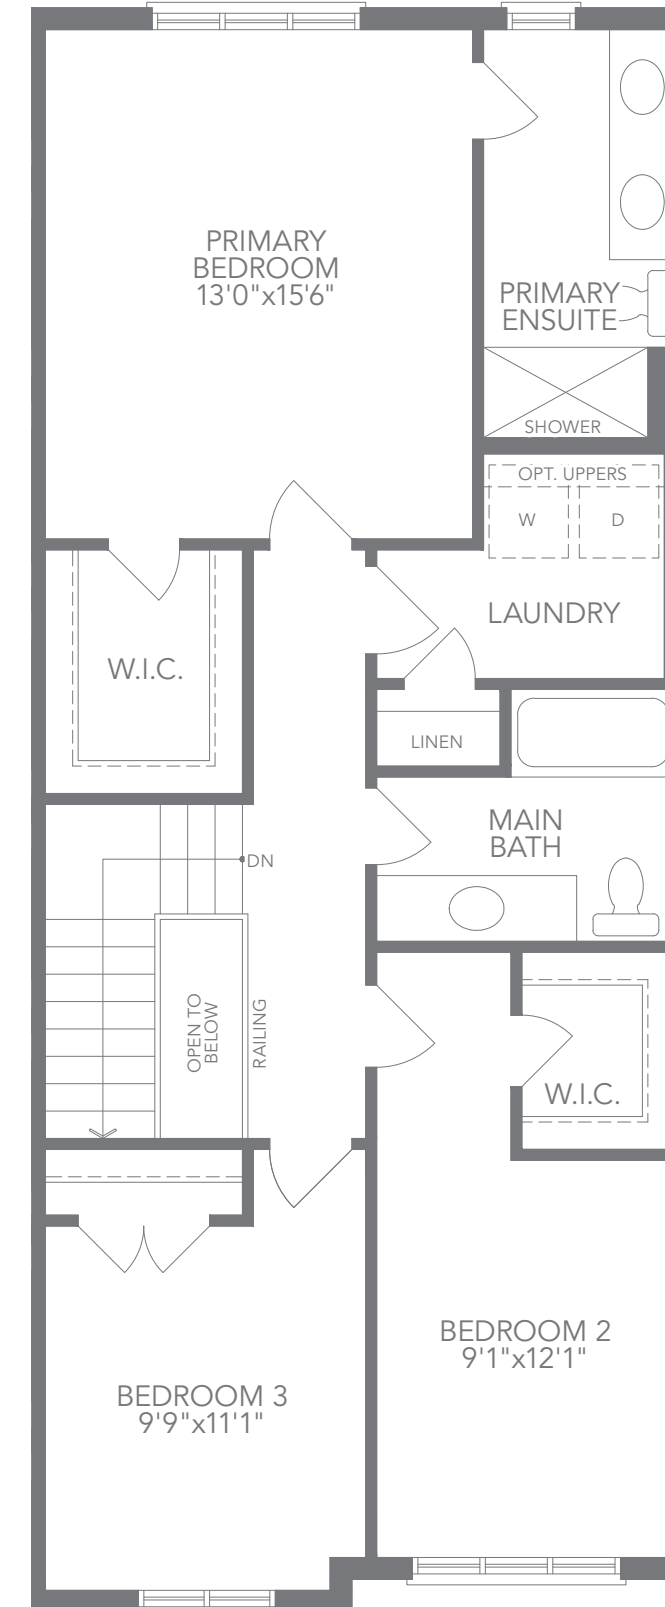 PRIMARY
BEDROOM
13'0"x15'6"
PRIMARY
ENSUITE
SHOWER
OPT. UPPERS
W
D
LAUNDRY
W.I.C.
LINEN
MAIN
BATH
DN
OPEN TO
BELOW
RAILING
W.I.C.
BEDROOM 2
9'1"x12'1"
BEDROOM 3
9'9"x11'1"